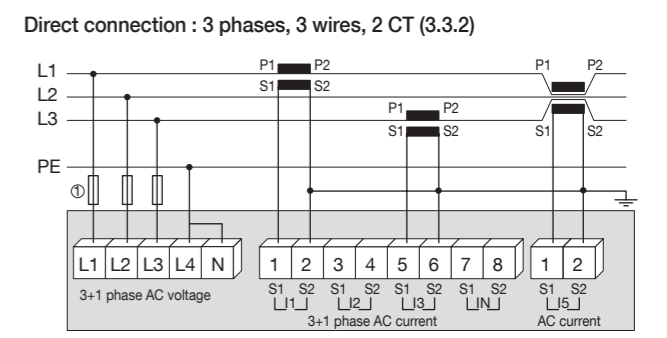 Direct connection : 3 phases, 3 wires, 2 CT (3.3.2)
L1 P1 P2 P1 P2
S1 S2
L2
L3 P1 P2
S1 S2 S1 S2
PE
①
L1 L2 L3 L4 N 1 2 3 4 5 6 7 8 1 2
S1 S2 S1 S2 S1 S2 S1 S2 S1 S2
3+1 phase AC voltage I1 I2 I3 IN I5
3+1 phase AC current AC current